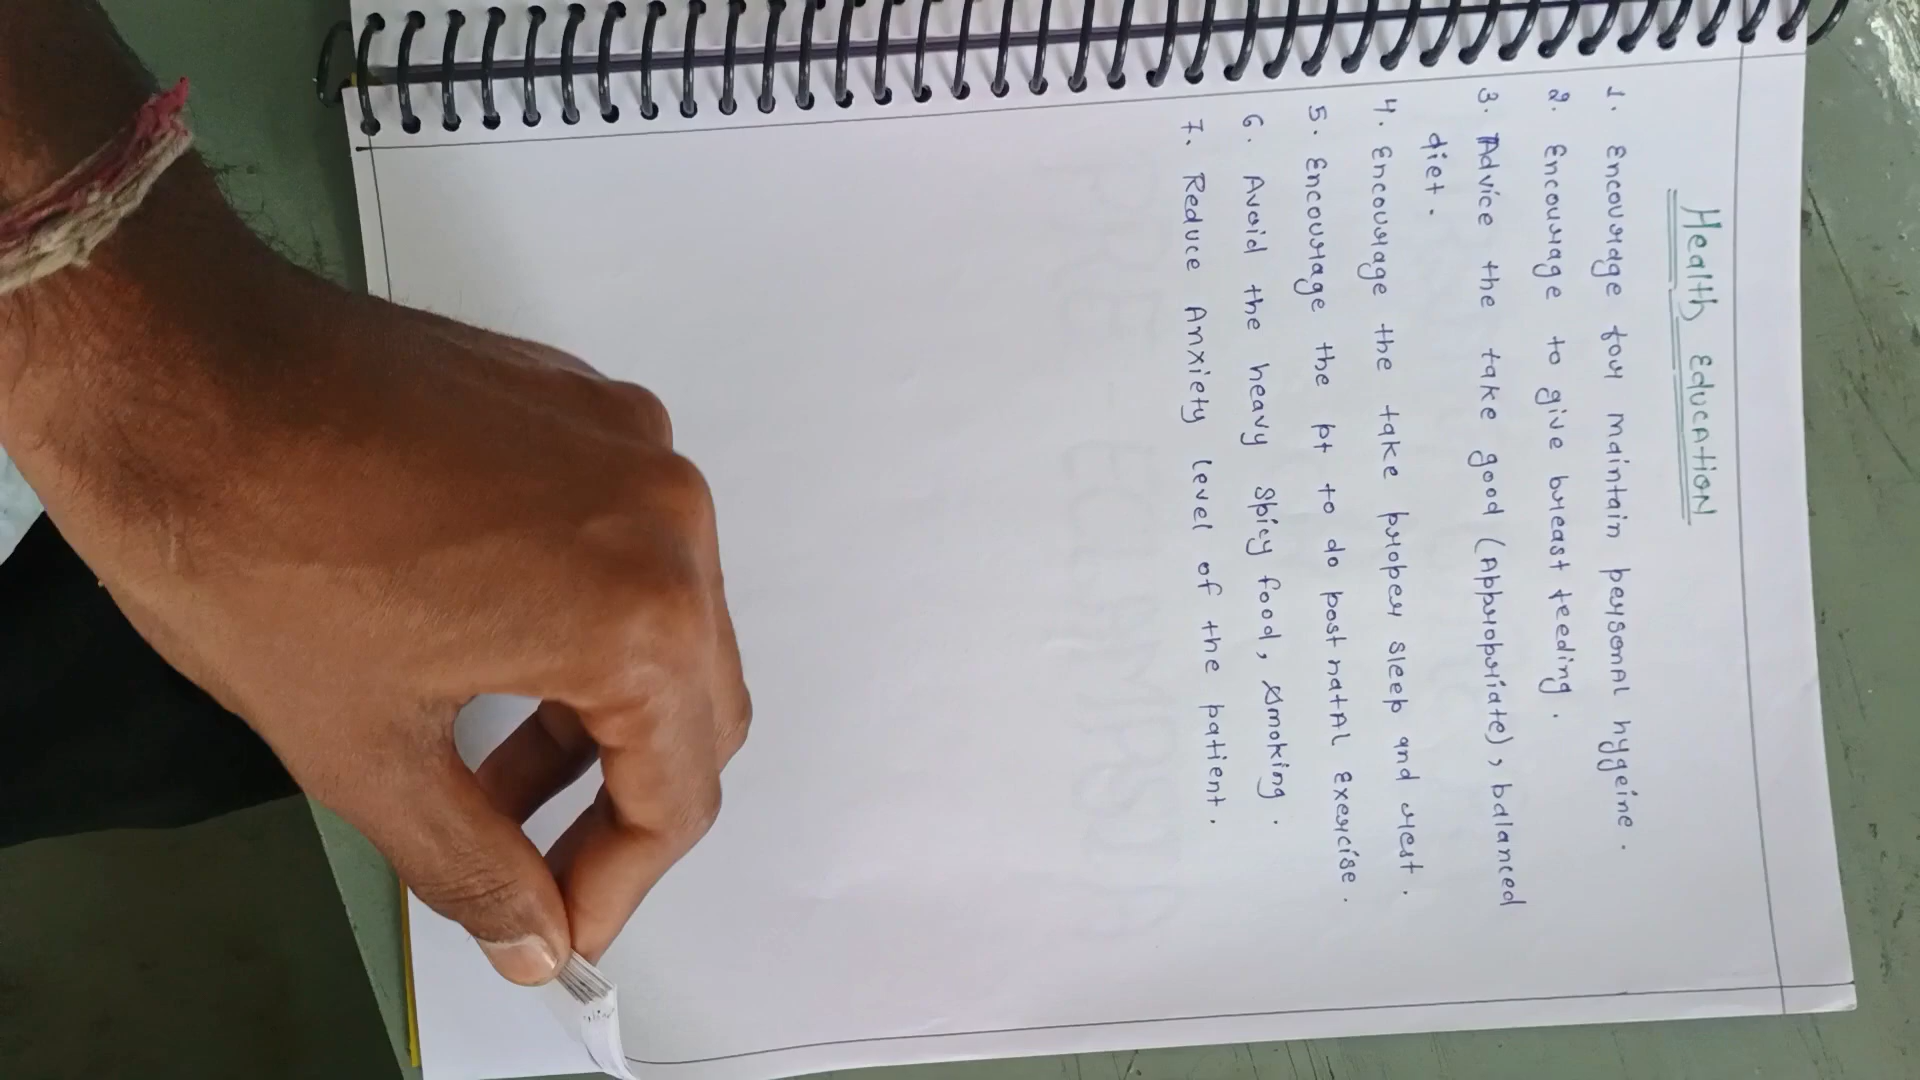 Health Education
1. Encourage for maintain personal hygeine.
2. Encourage to give breast feeding.
3. Advice the take good (Appropriate), balanced
diet.
4. Encourage the take proper sleep and rest.
5. Encourage the pt to do post natal Exercise.
6. Avoid the heavy spicy food, smoking.
7. Reduce Anxiety level of the patient.